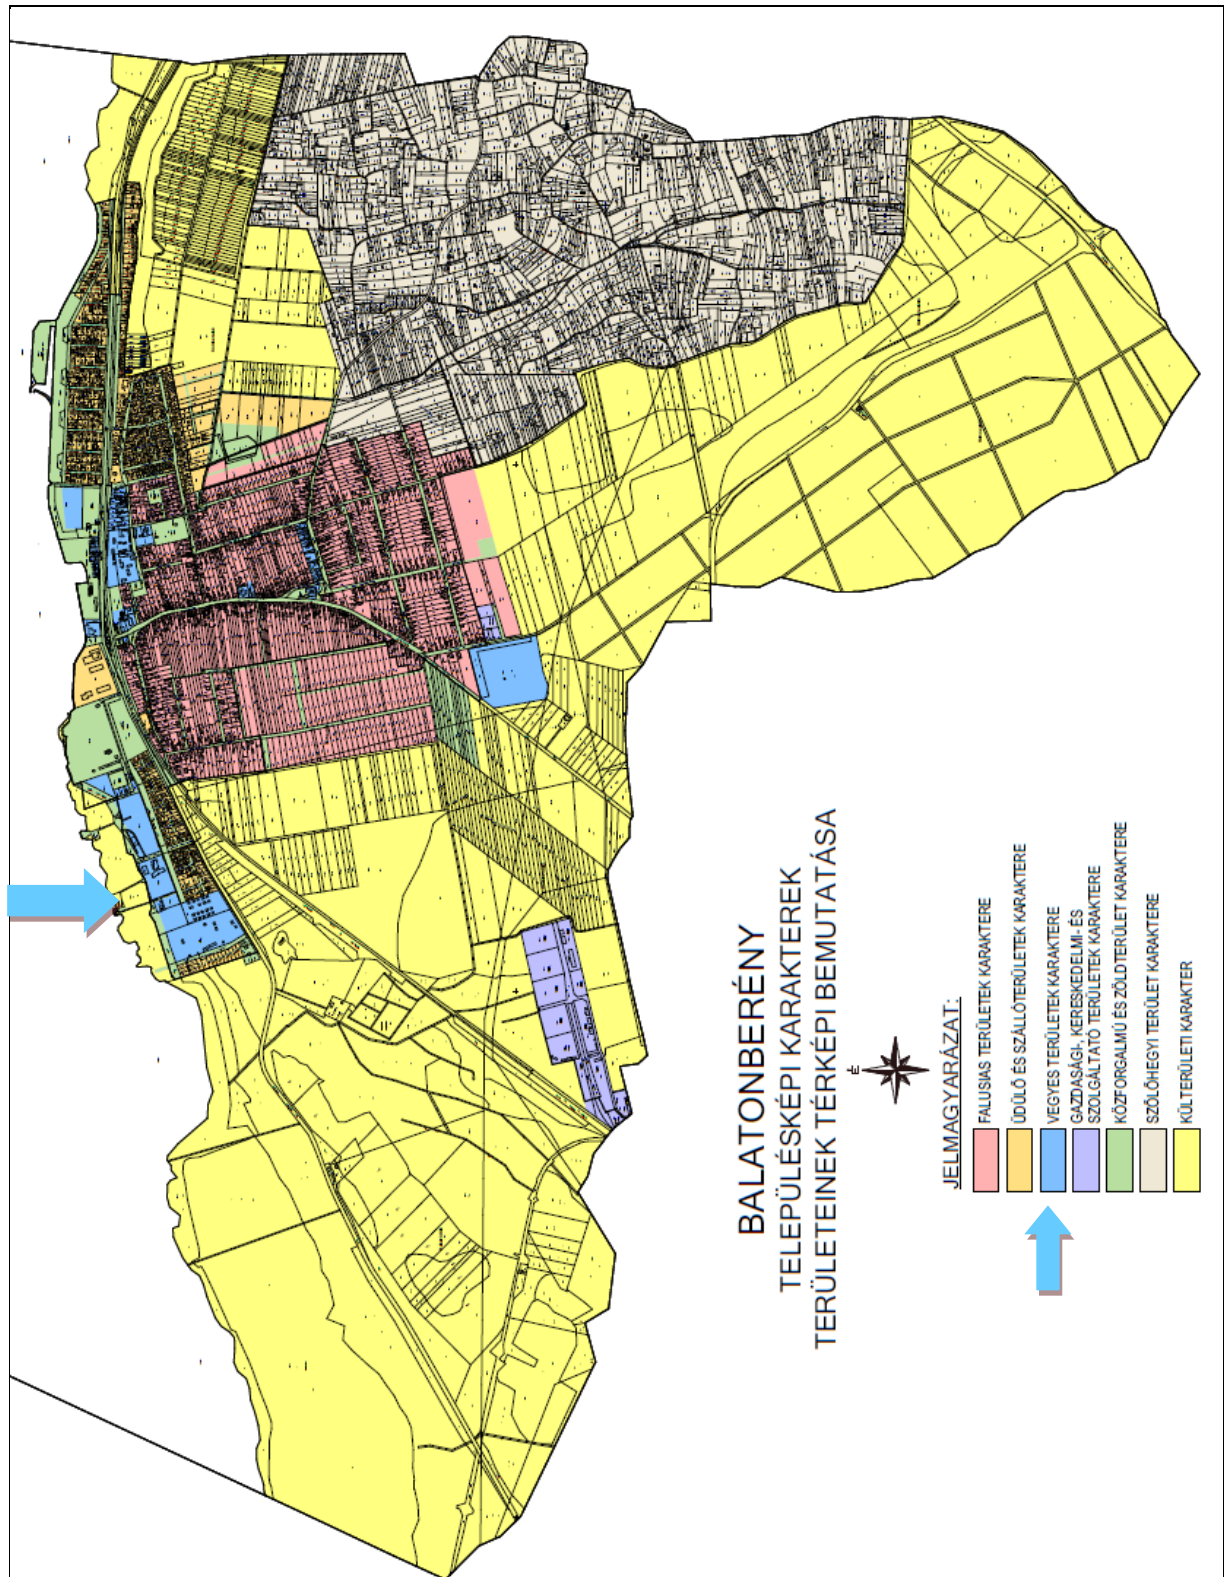 BALATONBERÉNY
TELEPÜLÉSKÉPI KARAKTEREK
TERÜLETEINEK TÉRKÉPI BEMUTATÁSA
É
JELMAGYARÁZAT:
FALUSIAS TERÜLETEK KARAKTERE
ÜDÜLŐ ÉS SZÁLLÓTERÜLETEK KARAKTERE
VEGYES TERÜLETEK KARAKTERE
GAZDASÁGI-, KERESKEDELMI- ÉS
SZOLGÁLTATÓ TERÜLETEK KARAKTERE
KÖZFORGALMÚ ÉS ZÖLDTERÜLET KARAKTERE
SZŐLŐHEGYI TERÜLET KARAKTERE
KÜLTERÜLETI KARAKTER